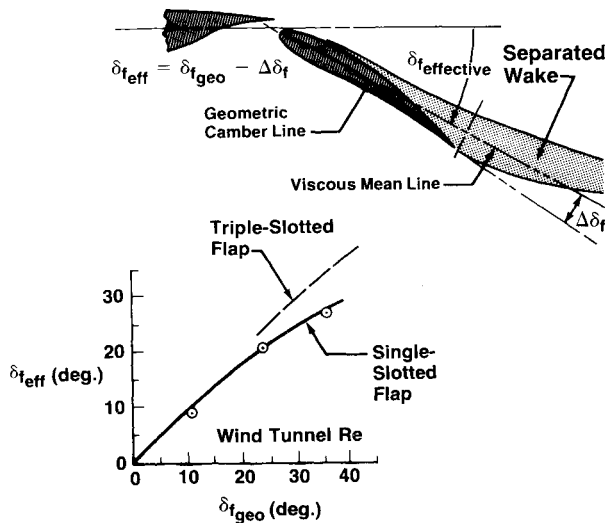 δf_eff = δf_geo − Δδf
δf_effective
Separated
Wake
Geometric
Camber Line
Viscous Mean Line
Δδf
Triple-Slotted
Flap
30
20
10
0
δf_eff (deg.)
Single-
Slotted
Flap
Wind Tunnel Re
0 10 20 30 40
δf_geo (deg.)